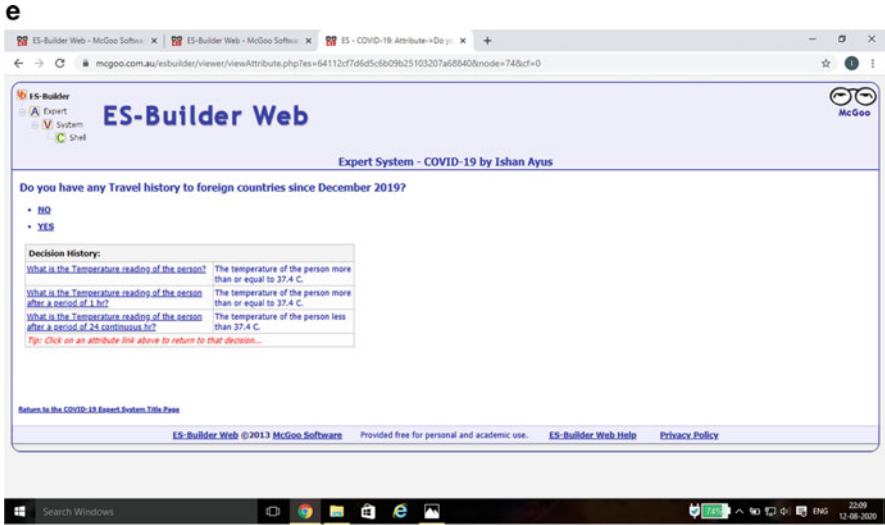 e
ES-Builder Web - McGoo Softwar
ES-Builder Web - McGoo Softwar
ES - COVID-19: Attribute->Do yo
mcgoo.com.au/esbuilder/viewer/viewAttribute.php?es=64112cf7d6d5c6b09b25103207a68840&node=74&cf=0
ES-Builder
A Expert
V System
C Shell
ES-Builder Web
McGoo
Expert System - COVID-19 by Ishan Ayus
Do you have any Travel history to foreign countries since December 2019?
• NO
• YES
Decision History:
What is the Temperature reading of the person? The temperature of the person more
than or equal to 37.4 C.
What is the Temperature reading of the person The temperature of the person more
after a period of 1 hr? than or equal to 37.4 C.
What is the Temperature reading of the person The temperature of the person less
after a period of 24 continuous hr? than 37.4 C.
Tip: Click on an attribute link above to return to that decision...
Return to the COVID-19 Expert System Title Page
ES-Builder Web ©2013 McGoo Software Provided free for personal and academic use. ES-Builder Web Help Privacy Policy
Search Windows
74%
ENG
22:09
12-08-2020